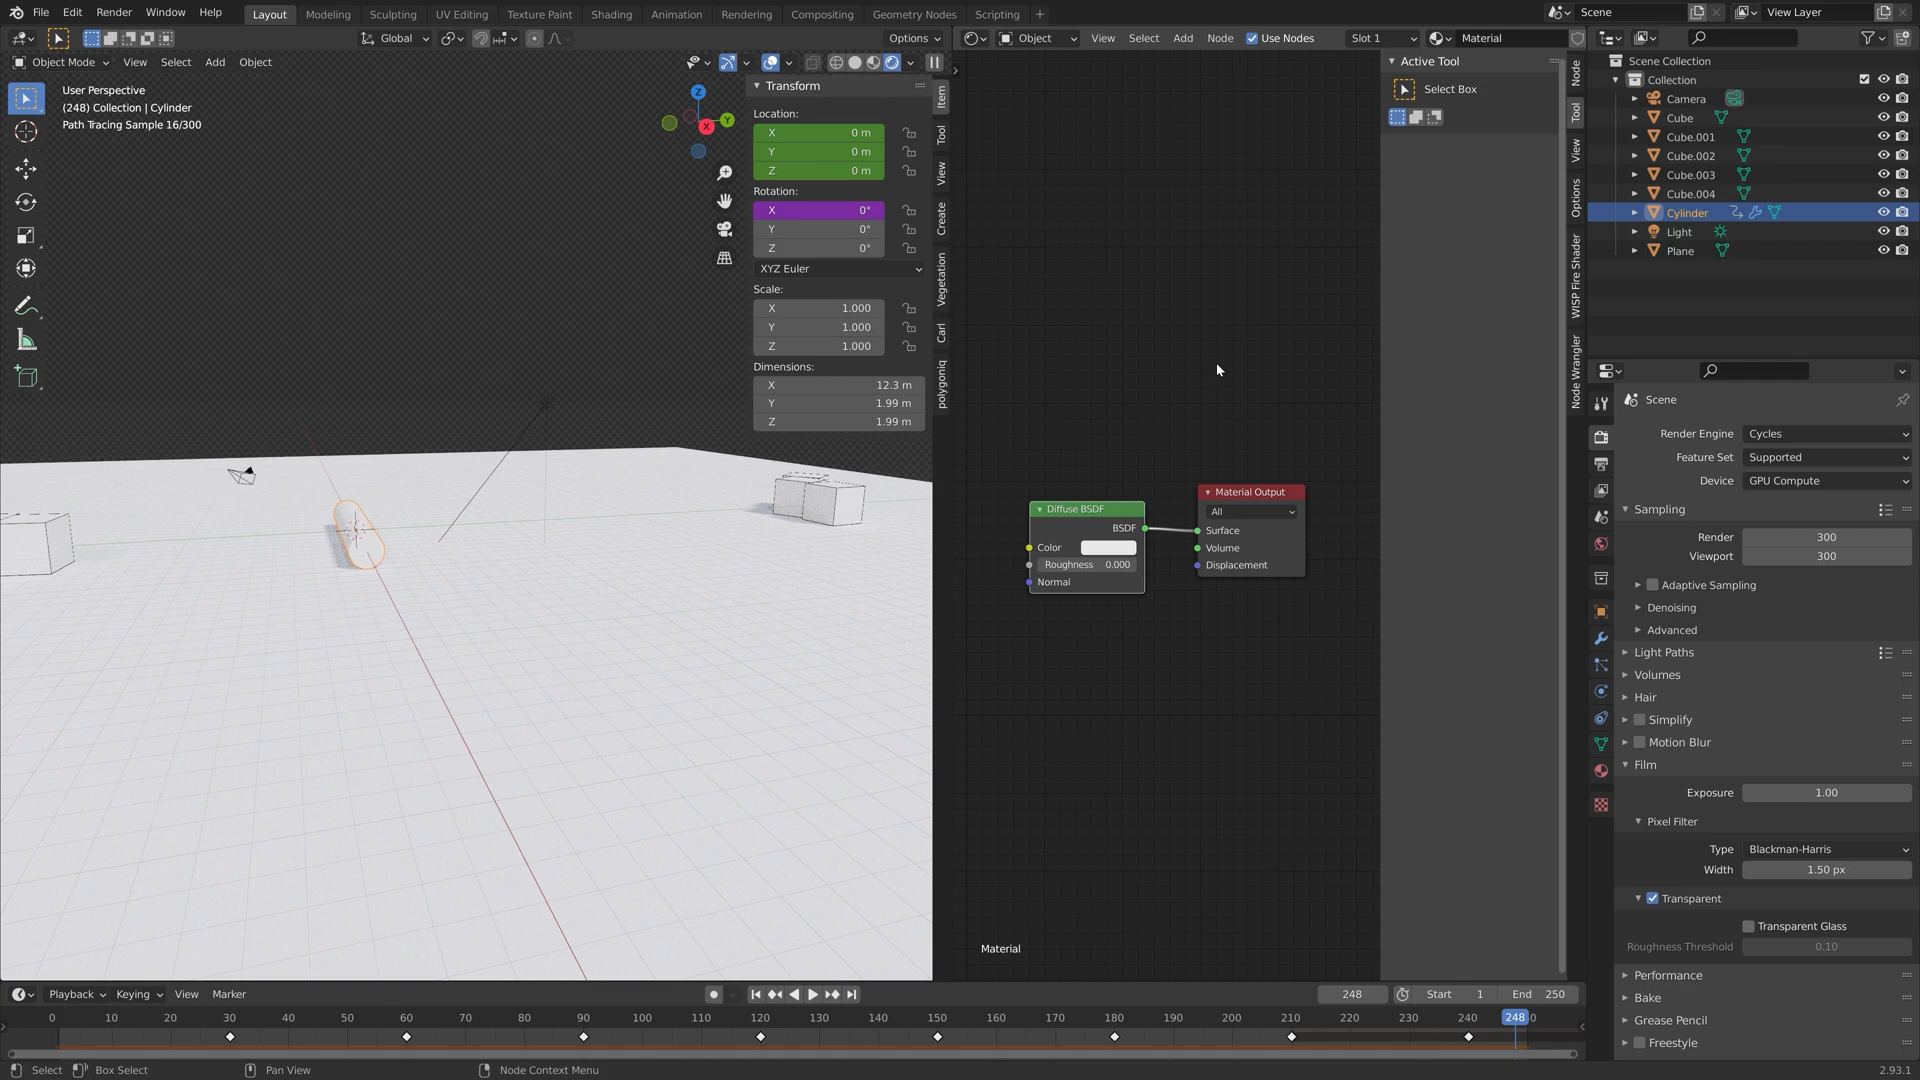 File Edit Render Window Help Layout Modeling Sculpting UV Editing Texture Paint Shading Animation Rendering Compositing Geometry Nodes Scripting + Scene View Layer
Global Options Object View Select Add Node Use Nodes Slot 1 Material
Object Mode View Select Add Object
User Perspective
(248) Collection | Cylinder
Path Tracing Sample 16/300
Z
Y
X
Transform
Location:
X 0 m
Y 0 m
Z 0 m
Rotation:
X 0°
Y 0°
Z 0°
XYZ Euler
Scale:
X 1.000
Y 1.000
Z 1.000
Dimensions:
X 12.3 m
Y 1.99 m
Z 1.99 m
Item
Tool
View
Create
Vegetation
Carl
polygoniq
Diffuse BSDF
BSDF
Color
Roughness 0.000
Normal
Material Output
All
Surface
Volume
Displacement
Material
Active Tool
Select Box
Node
Tool
View
Options
WISP Fire Shader
Node Wrangler
Scene Collection
Collection
Camera
Cube
Cube.001
Cube.002
Cube.003
Cube.004
Cylinder
Light
Plane
Scene
Render Engine Cycles
Feature Set Supported
Device GPU Compute
Sampling
Render 300
Viewport 300
Adaptive Sampling
Denoising
Advanced
Light Paths
Volumes
Hair
Simplify
Motion Blur
Film
Exposure 1.00
Pixel Filter
Type Blackman-Harris
Width 1.50 px
Transparent
Transparent Glass
Roughness Threshold 0.10
Performance
Bake
Grease Pencil
Freestyle
Playback Keying View Marker 248 Start 1 End 250
0 10 20 30 40 50 60 70 80 90 100 110 120 130 140 150 160 170 180 190 200 210 220 230 240 248
Select Box Select Pan View Node Context Menu 2.93.1